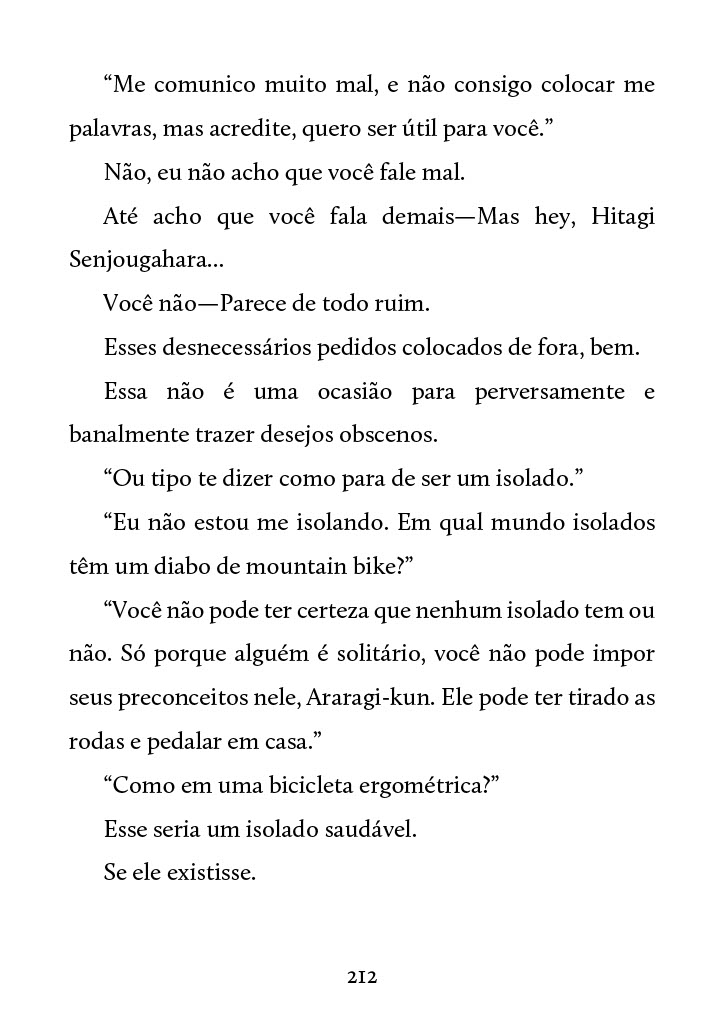 “Me comunico muito mal, e não consigo colocar me
palavras, mas acredite, quero ser útil para você.”
Não, eu não acho que você fale mal.
Até acho que você fala demais—Mas hey, Hitagi
Senjougahara...
Você não—Parece de todo ruim.
Esses desnecessários pedidos colocados de fora, bem.
Essa não é uma ocasião para perversamente e
banalmente trazer desejos obscenos.
“Ou tipo te dizer como para de ser um isolado.”
“Eu não estou me isolando. Em qual mundo isolados
têm um diabo de mountain bike?”
“Você não pode ter certeza que nenhum isolado tem ou
não. Só porque alguém é solitário, você não pode impor
seus preconceitos nele, Araragi-kun. Ele pode ter tirado as
rodas e pedalar em casa.”
“Como em uma bicicleta ergométrica?”
Esse seria um isolado saudável.
Se ele existisse.
212